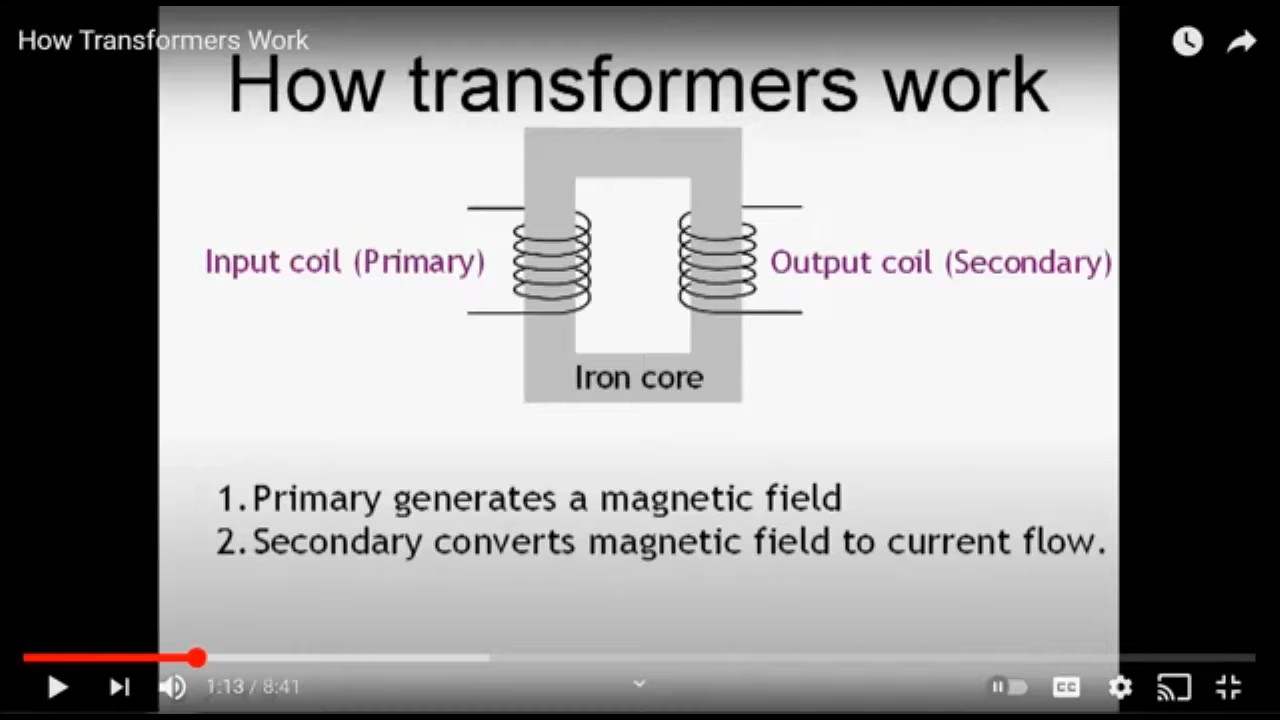 How Transformers Work
How transformers work
Input coil (Primary)
Output coil (Secondary)
Iron core
1. Primary generates a magnetic field
2. Secondary converts magnetic field to current flow.
1:13 / 8:41
CC